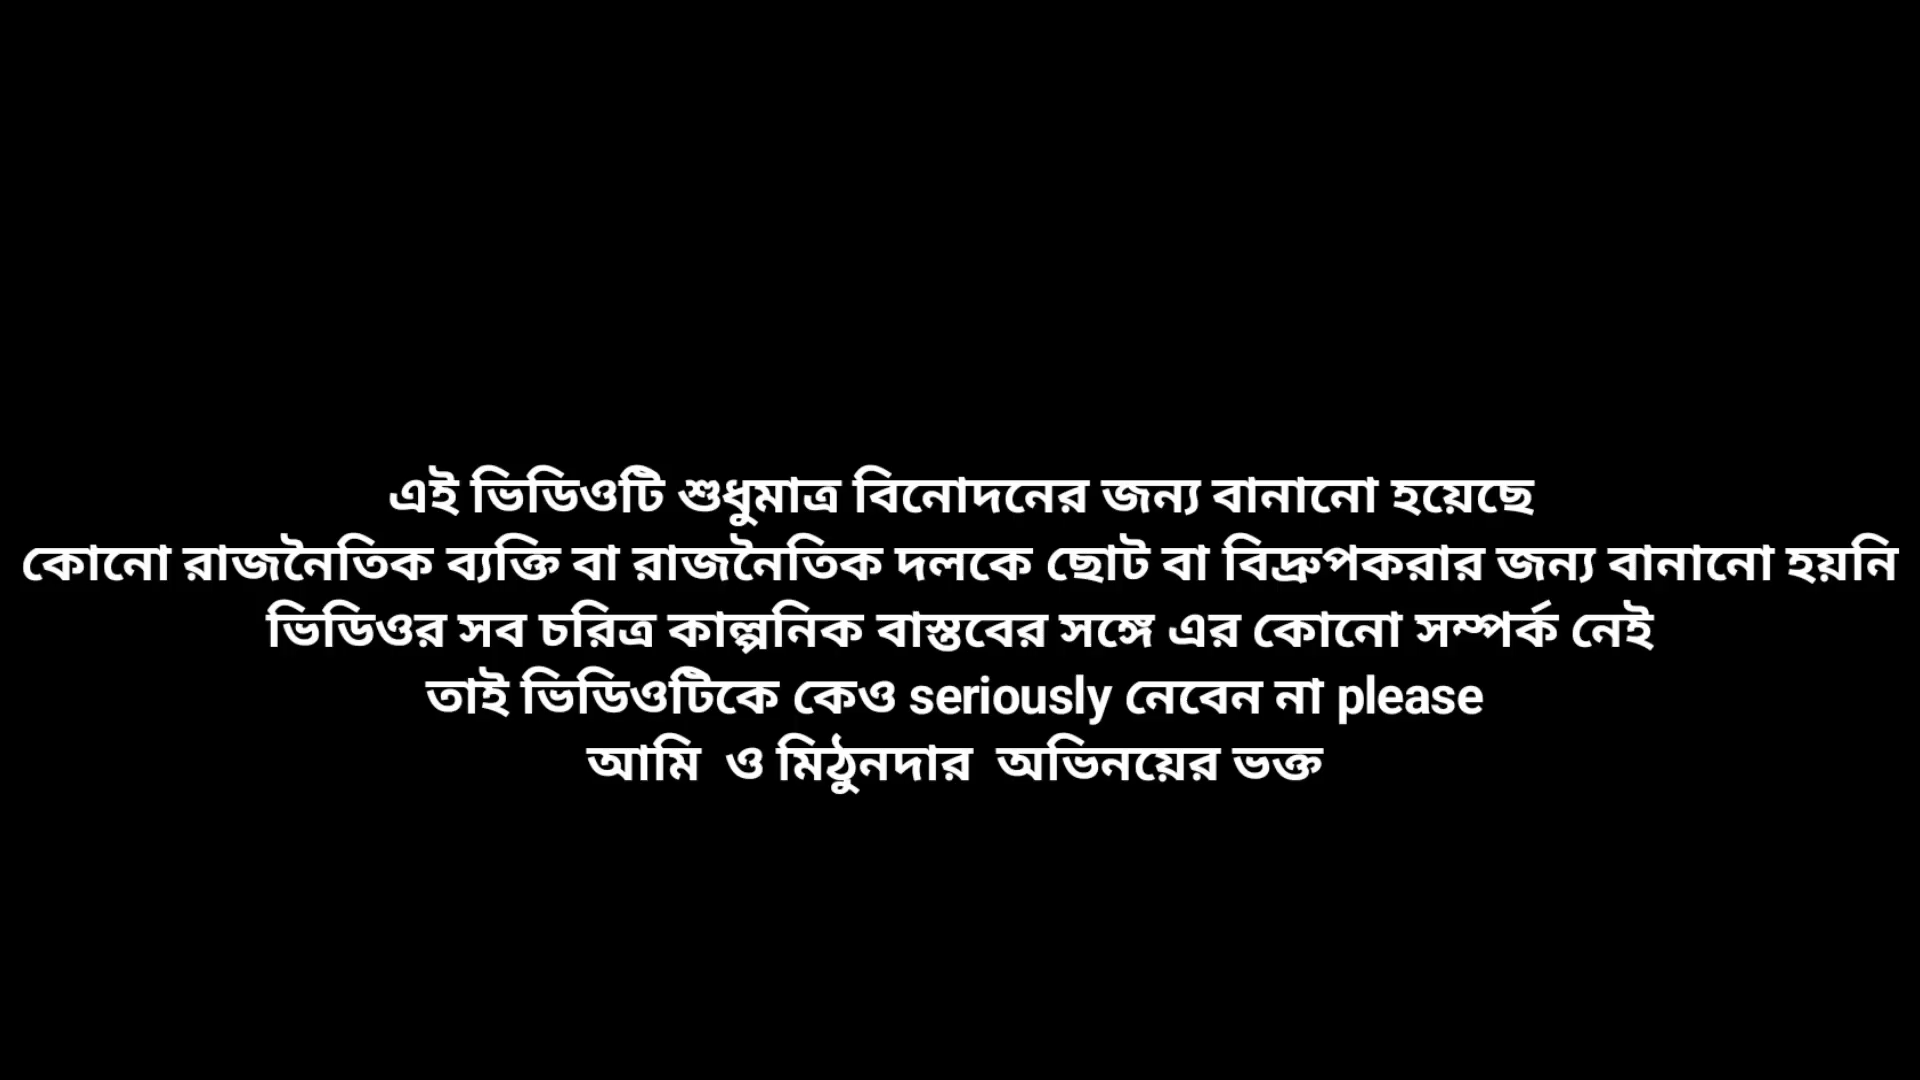 এই ভিডিওটি শুধুমাত্র বিনোদনের জন্য বানানো হয়েছে
কোনো রাজনৈতিক ব্যক্তি বা রাজনৈতিক দলকে ছোট বা বিদ্রুপকরার জন্য বানানো হয়নি
ভিডিওর সব চরিত্র কাল্পনিক বাস্তবের সঙ্গে এর কোনো সম্পর্ক নেই
তাই ভিডিওটিকে কেও seriously নেবেন না please
আমি ও মিঠুনদার অভিনয়ের ভক্ত